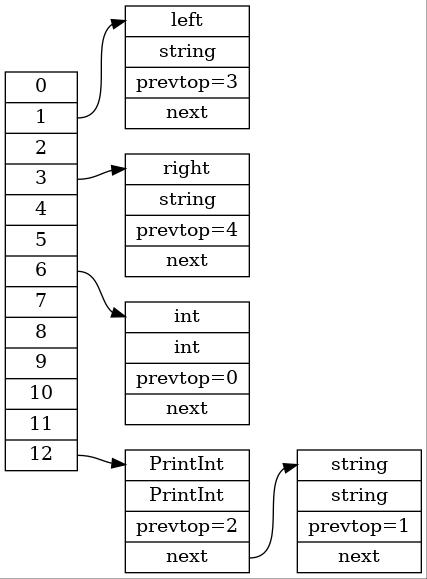 0
1
2
3
4
5
6
7
8
9
10
11
12
left
string
prevtop=3
next
right
string
prevtop=4
next
int
int
prevtop=0
next
PrintInt
PrintInt
prevtop=2
next
string
string
prevtop=1
next